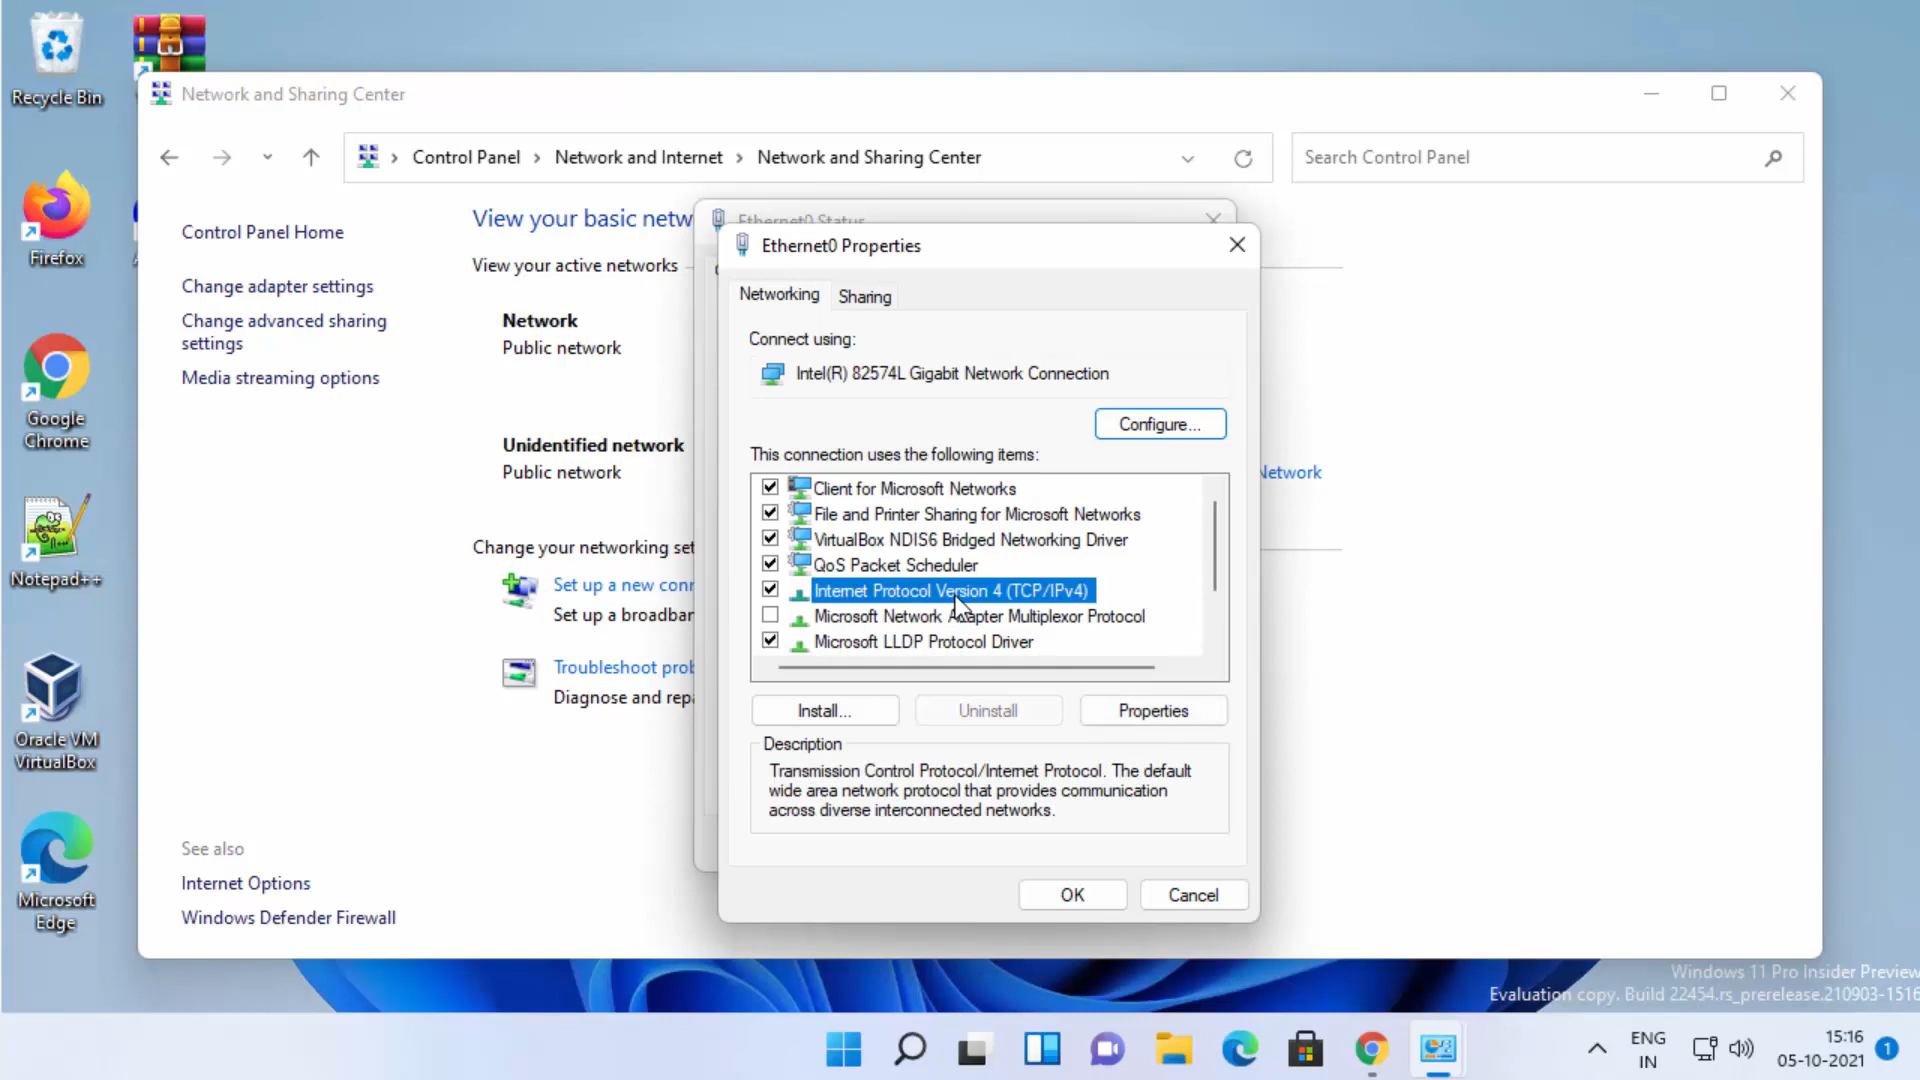 Recycle Bin
Firefox
Google
Chrome
Notepad++
Oracle VM
VirtualBox
Microsoft
Edge
Network and Sharing Center
Control Panel
Network and Internet
Network and Sharing Center
Search Control Panel
Control Panel Home
Change adapter settings
Change advanced sharing
settings
Media streaming options
See also
Internet Options
Windows Defender Firewall
View your basic netw
View your active networks
Network
Public network
Unidentified network
Public network
Network
Change your networking set
Set up a new conn
Set up a broadban
Troubleshoot prob
Diagnose and repa
Ethernet0 Status
Ethernet0 Properties
Networking
Sharing
Connect using:
Intel(R) 82574L Gigabit Network Connection
Configure...
This connection uses the following items:
Client for Microsoft Networks
File and Printer Sharing for Microsoft Networks
VirtualBox NDIS6 Bridged Networking Driver
QoS Packet Scheduler
Internet Protocol Version 4 (TCP/IPv4)
Microsoft Network Adapter Multiplexor Protocol
Microsoft LLDP Protocol Driver
Install...
Uninstall
Properties
Description
Transmission Control Protocol/Internet Protocol. The default
wide area network protocol that provides communication
across diverse interconnected networks.
OK
Cancel
Windows 11 Pro Insider Preview
Evaluation copy. Build 22454.rs_prerelease.210903-1516
ENG
IN
15:16
05-10-2021
1